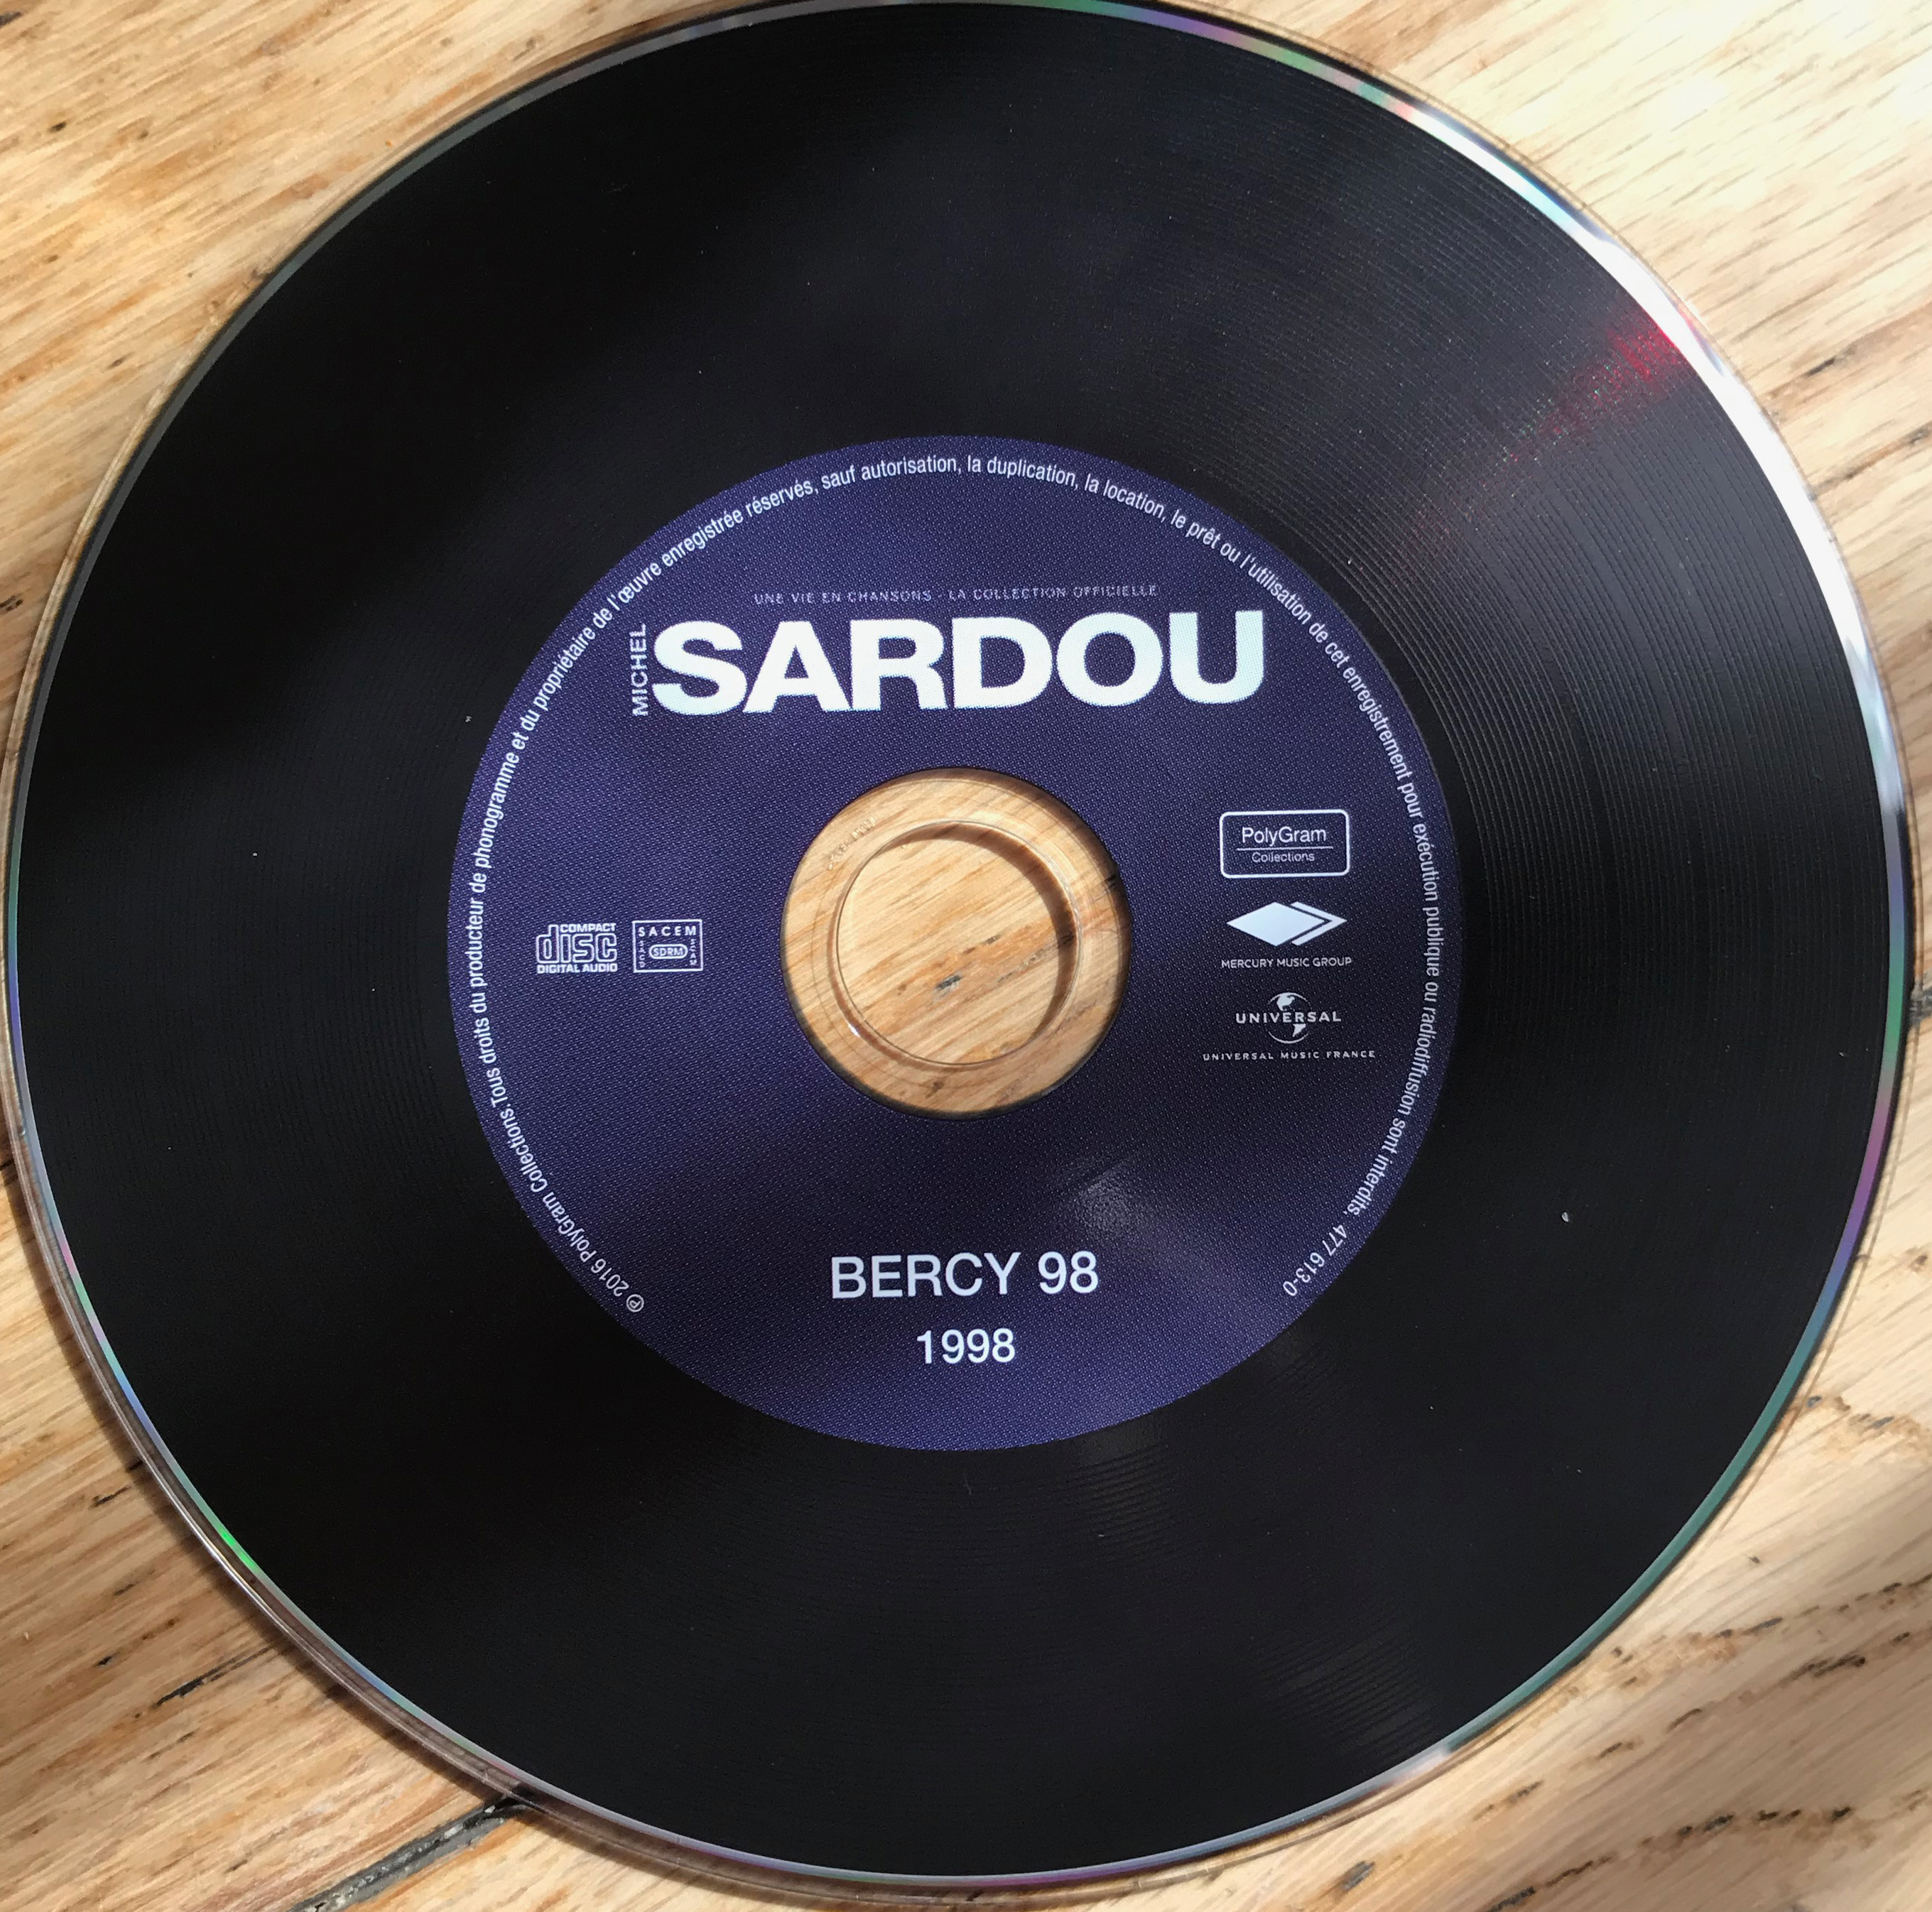 ℗ 2016 PolyGram Collections. Tous droits du producteur de phonogramme et du propriétaire de l'œuvre enregistrée réservés, sauf autorisation, la duplication, la location, le prêt ou l'utilisation de cet enregistrement pour exécution publique ou radiodiffusion sont interdits. 477 613-0
UNE VIE EN CHANSONS - LA COLLECTION OFFICIELLE
MICHEL
SARDOU
PolyGram
Collections
COMPACT
disc
DIGITAL AUDIO
SACEM
SDRM
SACD
SCAM
MERCURY MUSIC GROUP
UNIVERSAL
UNIVERSAL MUSIC FRANCE
BERCY 98
1998